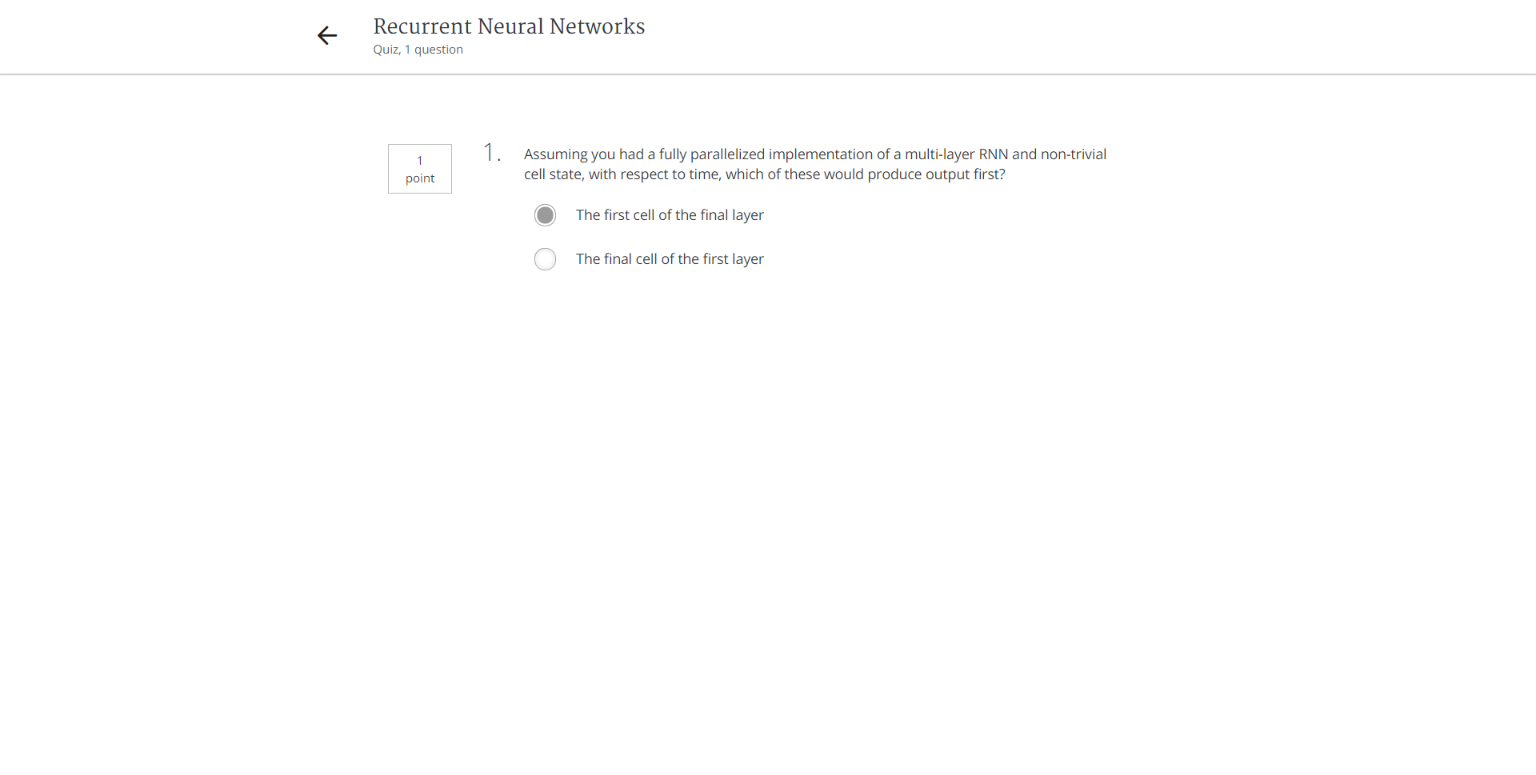 Recurrent Neural Networks
Quiz, 1 question
1
point
1.
Assuming you had a fully parallelized implementation of a multi-layer RNN and non-trivial
cell state, with respect to time, which of these would produce output first?
The first cell of the final layer
The final cell of the first layer